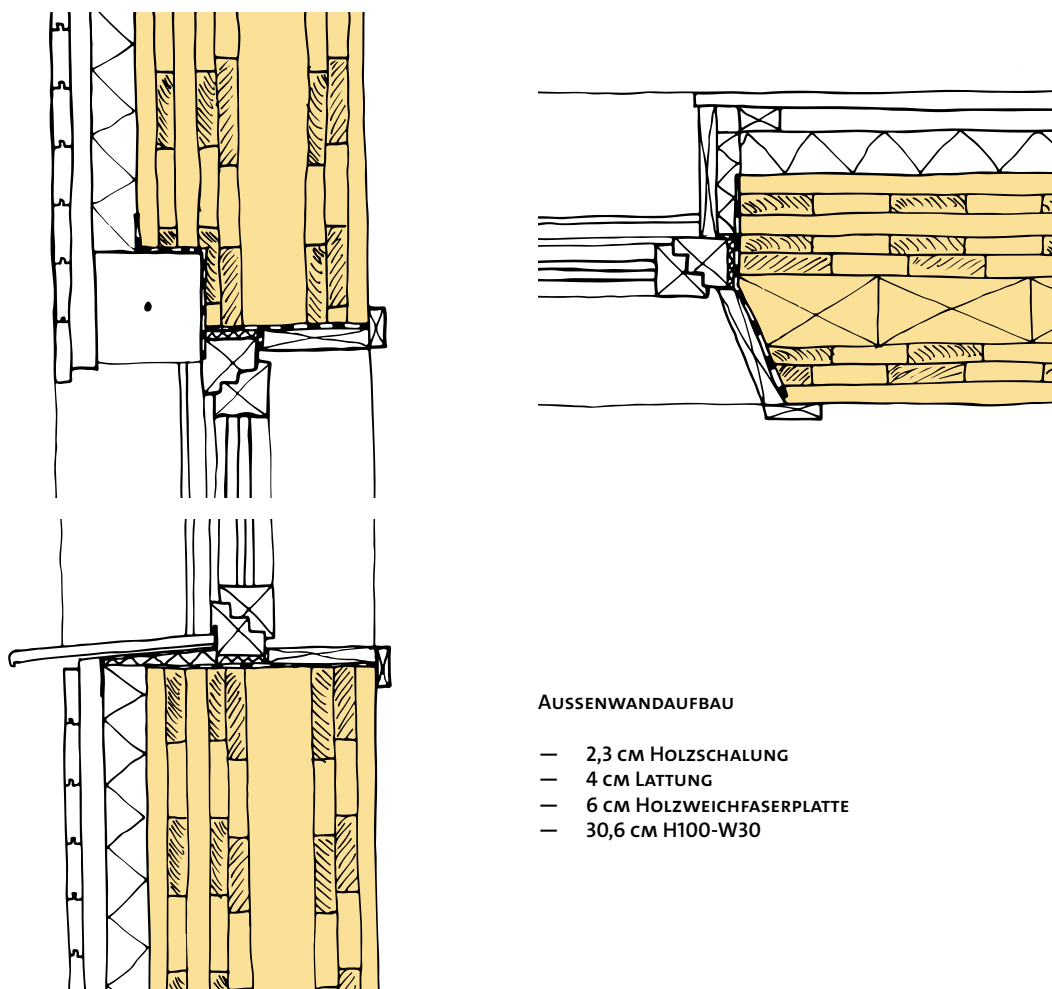 Aussenwandaufbau
— 2,3 cm Holzschalung
— 4 cm Lattung
— 6 cm Holzweichfaserplatte
— 30,6 cm H100-W30